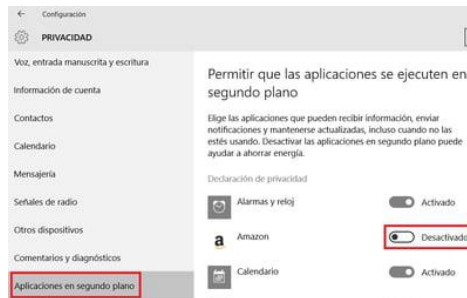 Configuración
PRIVACIDAD
Voz, entrada manuscrita y escritura
Información de cuenta
Contactos
Calendario
Mensajería
Señales de radio
Otros dispositivos
Comentarios y diagnósticos
Aplicaciones en segundo plano
Permitir que las aplicaciones se ejecuten en
segundo plano
Elige las aplicaciones que pueden recibir información, enviar
notificaciones y mantenerse actualizadas, incluso cuando no las
estés usando. Desactivar las aplicaciones en segundo plano puede
ayudar a ahorrar energía.
Declaración de privacidad
Alarmas y reloj Activado
Amazon Desactivado
Calendario Activado